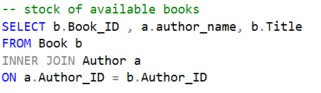 -- stock of available books
SELECT b.Book_ID , a.author_name, b.Title
FROM Book b
INNER JOIN Author a
ON a.Author_ID = b.Author_ID